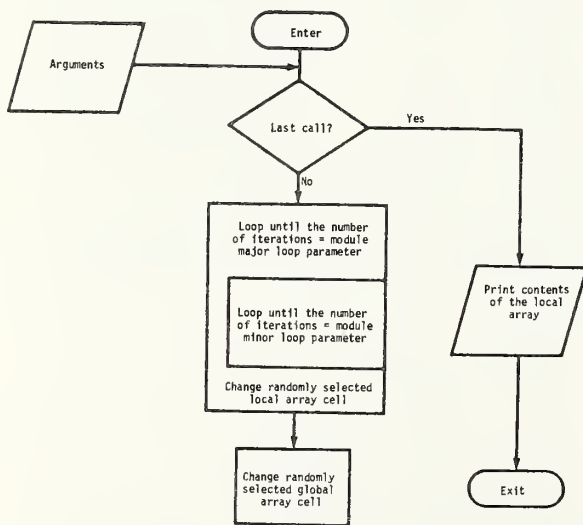 Enter
Arguments
Last call?
Yes
No
Loop until the number
of iterations = module
major loop parameter
Loop until the number
of iterations = module
minor loop parameter
Change randomly selected
local array cell
Print contents
of the local
array
Change randomly
selected global
array cell
Exit